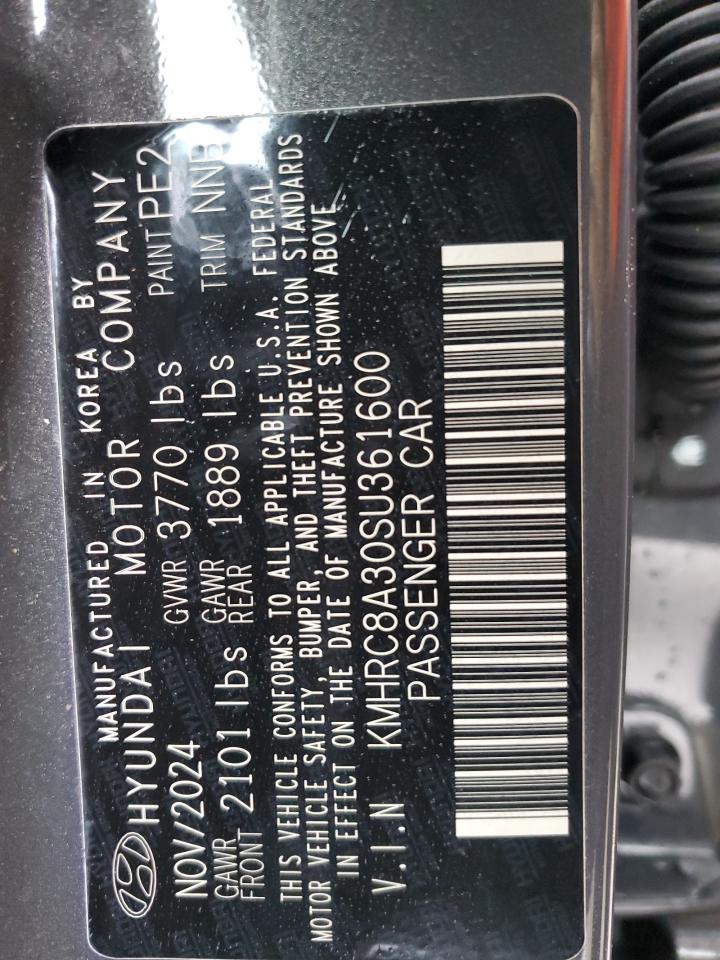 MANUFACTURED IN KOREA BY
HYUNDAI MOTOR COMPANY
NOV/2024 GVWR 3770 lbs PAINT PE2
GAWR FRONT 2101 lbs GAWR REAR 1889 lbs TRIM NNB
THIS VEHICLE CONFORMS TO ALL APPLICABLE U.S.A. FEDERAL
MOTOR VEHICLE SAFETY, BUMPER, AND THEFT PREVENTION STANDARDS
IN EFFECT ON THE DATE OF MANUFACTURE SHOWN ABOVE
V.I.N KMHRC8A30SU361600
PASSENGER CAR